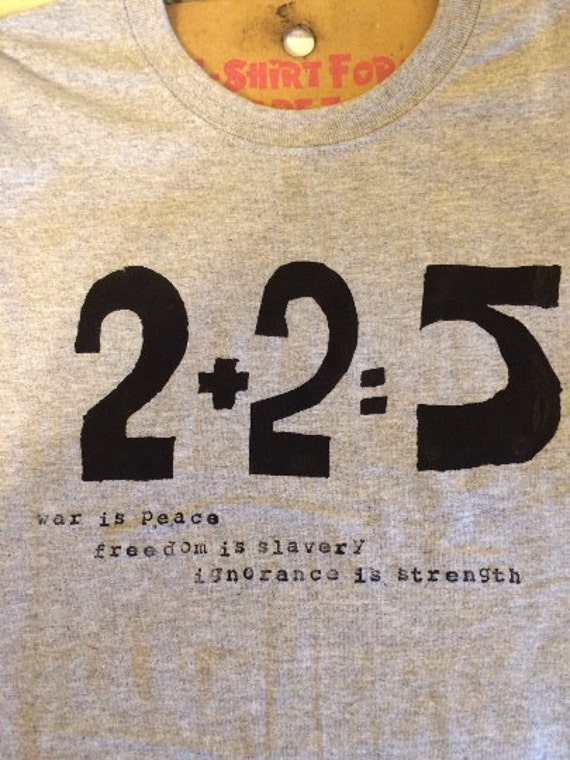 T-SHIRT FOR
2+2=5
war is peace
freedom is slavery
ignorance is strength